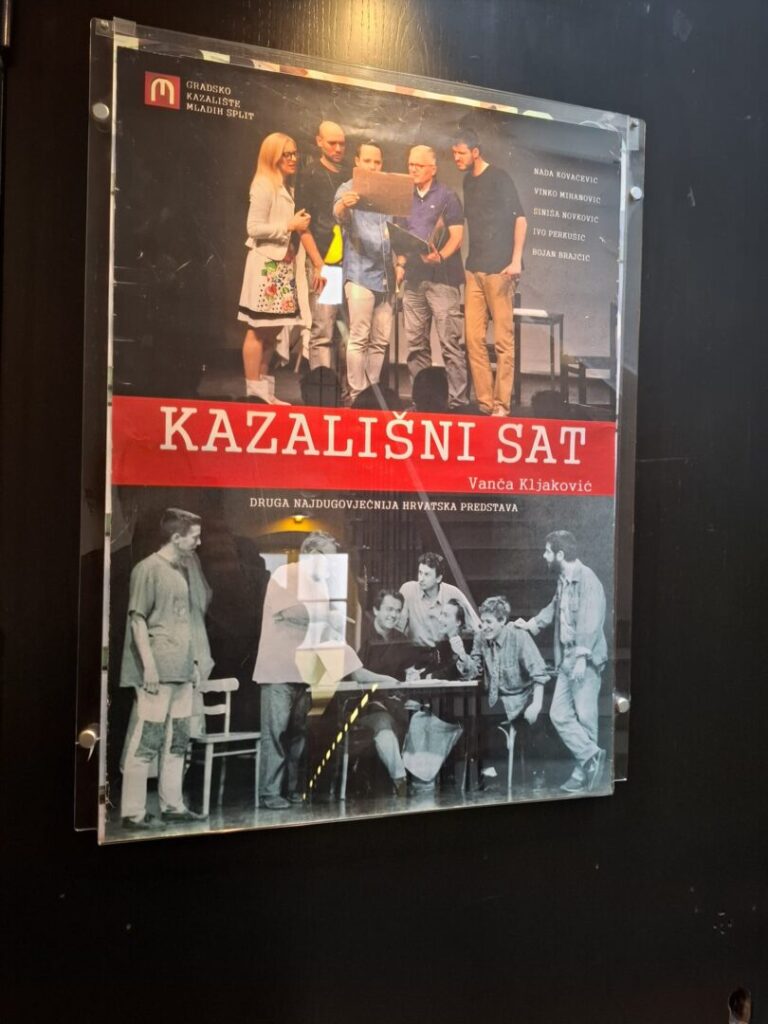 GRADSKO
KAZALIŠTE
MLADIH SPLIT
NADA KOVAČEVIĆ
VINKO MIHANOVIĆ
SINIŠA NOVKOVIĆ
IVO PERKUŠIĆ
BOJAN BRAJČIĆ
KAZALIŠNI SAT
Vanča Kljaković
DRUGA NAJDUGOVJEČNIJA HRVATSKA PREDSTAVA